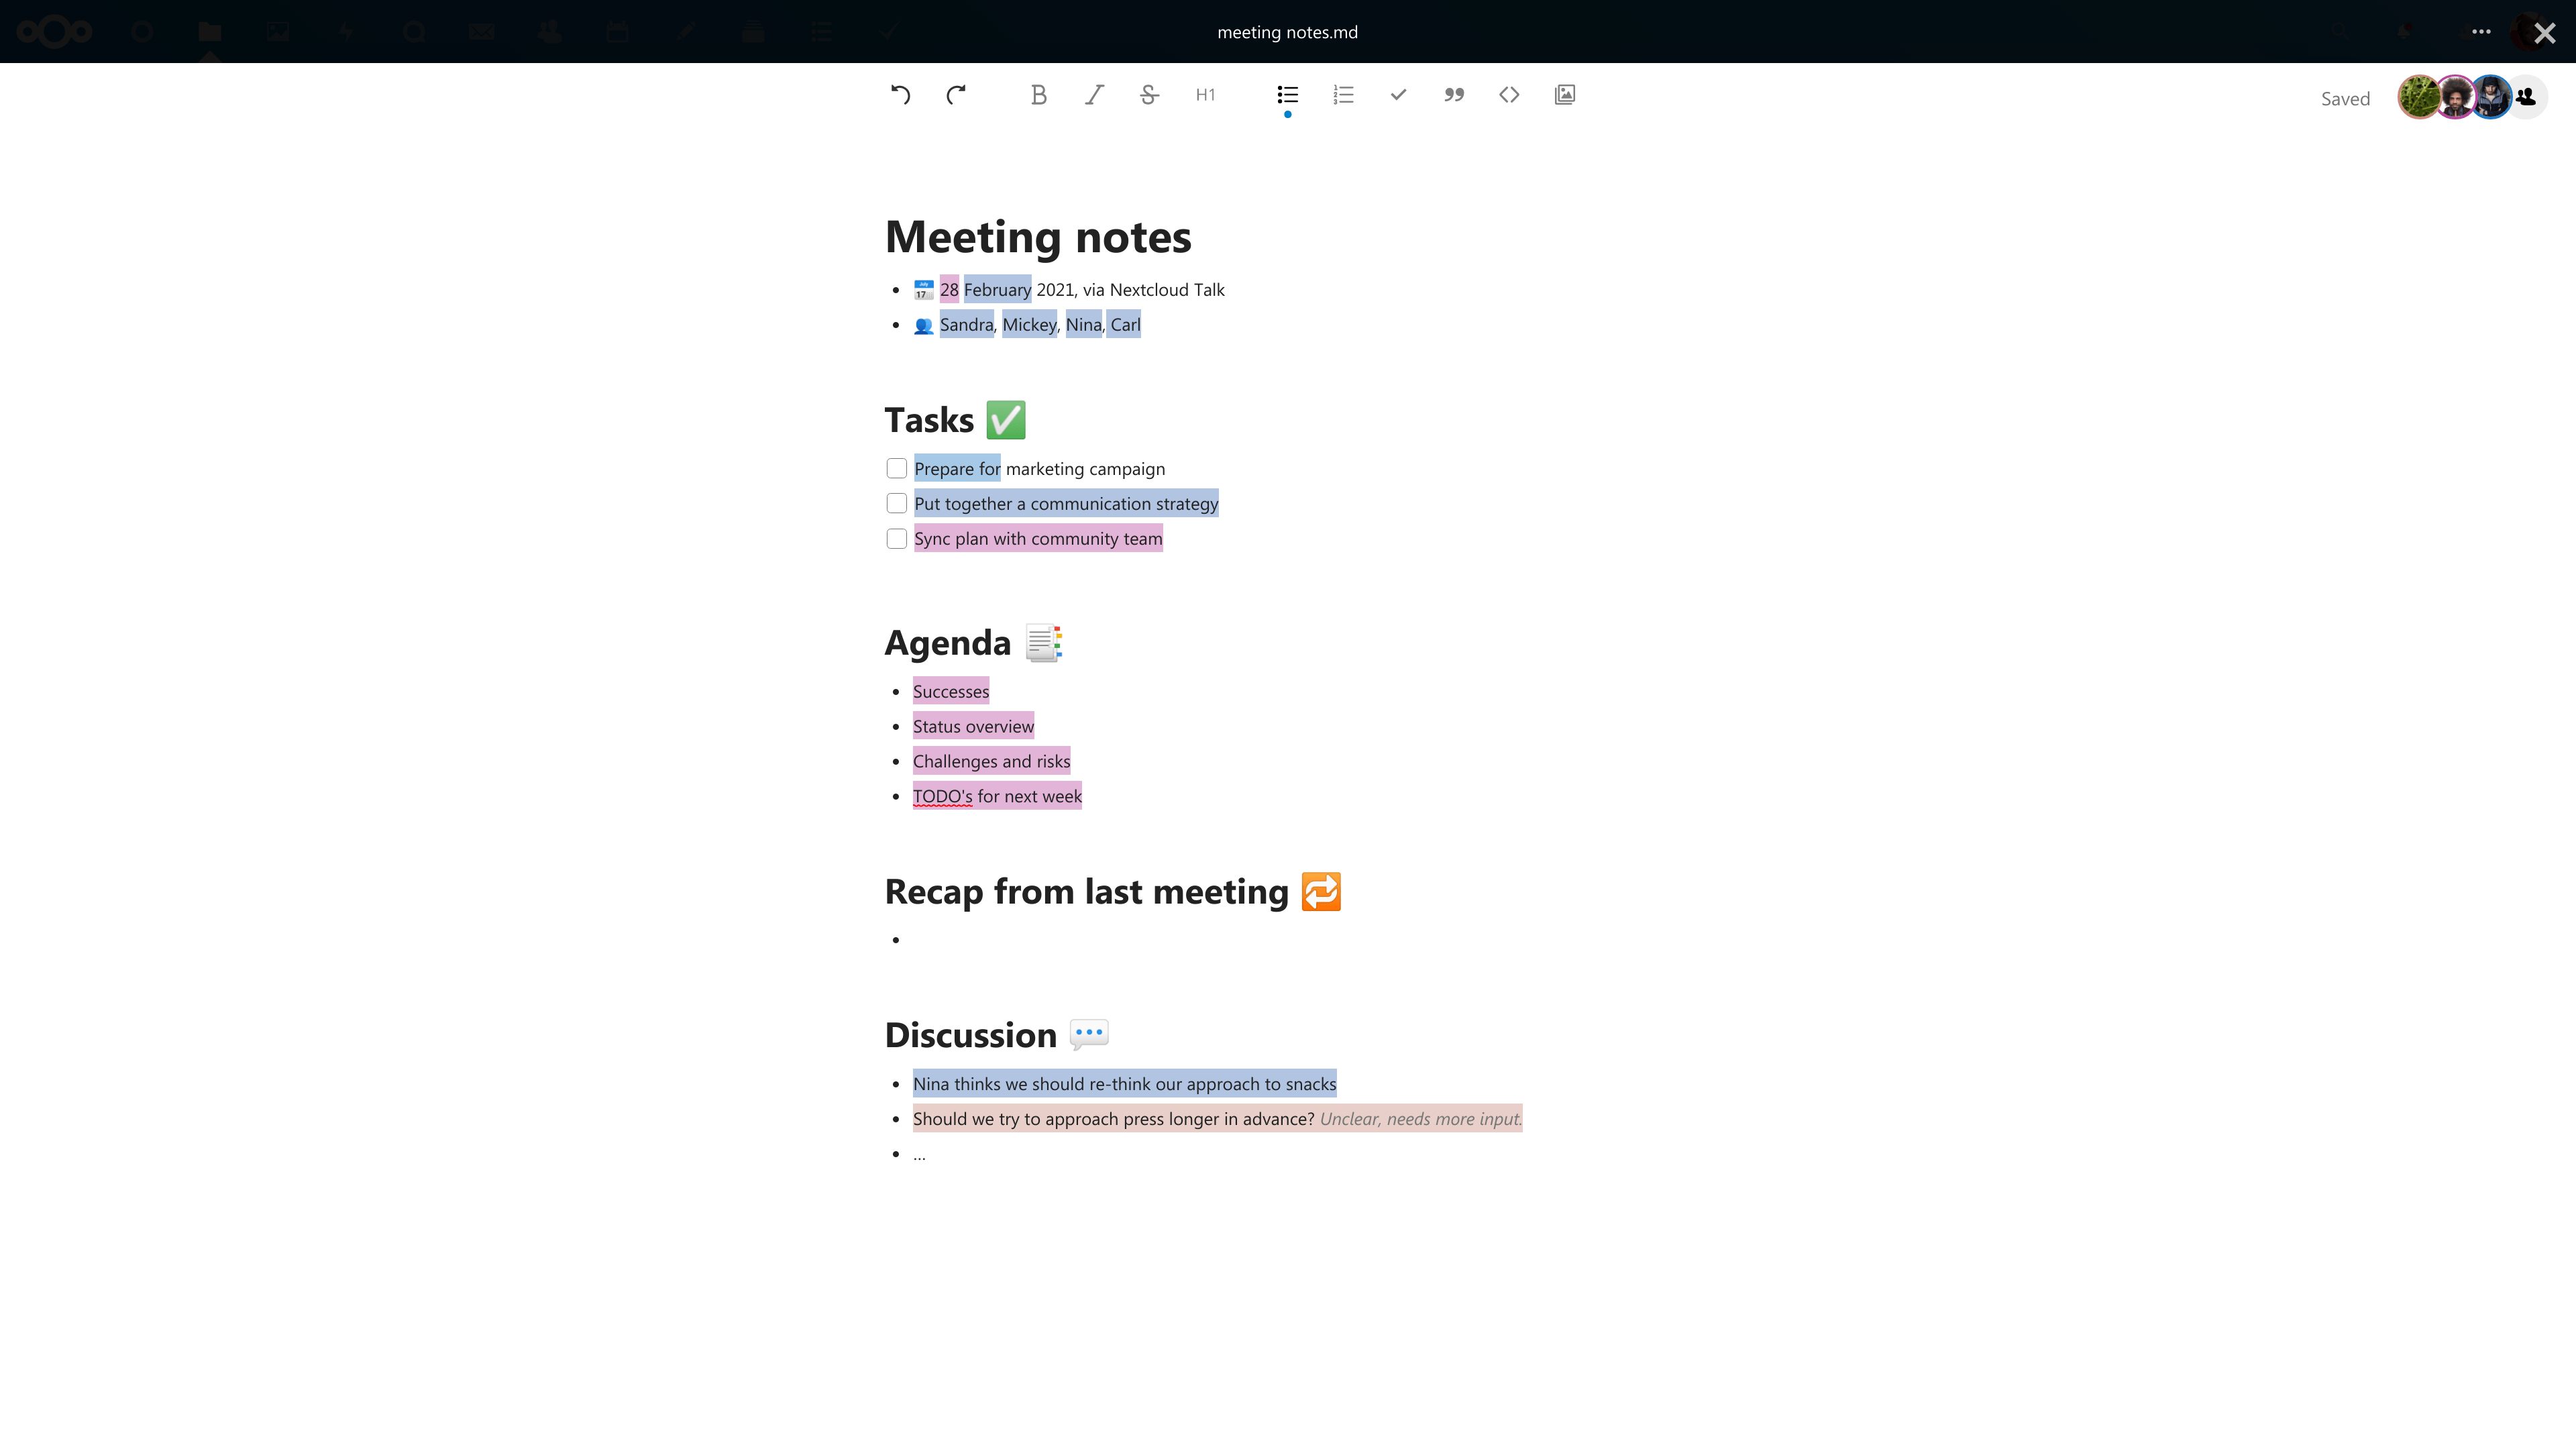 meeting notes.md
H1
Saved
Meeting notes
28 February 2021, via Nextcloud Talk
Sandra, Mickey, Nina, Carl
Tasks ✅
Prepare for marketing campaign
Put together a communication strategy
Sync plan with community team
Agenda 📑
Successes
Status overview
Challenges and risks
TODO's for next week
Recap from last meeting 🔁
Discussion 💬
Nina thinks we should re-think our approach to snacks
Should we try to approach press longer in advance? Unclear, needs more input.
...